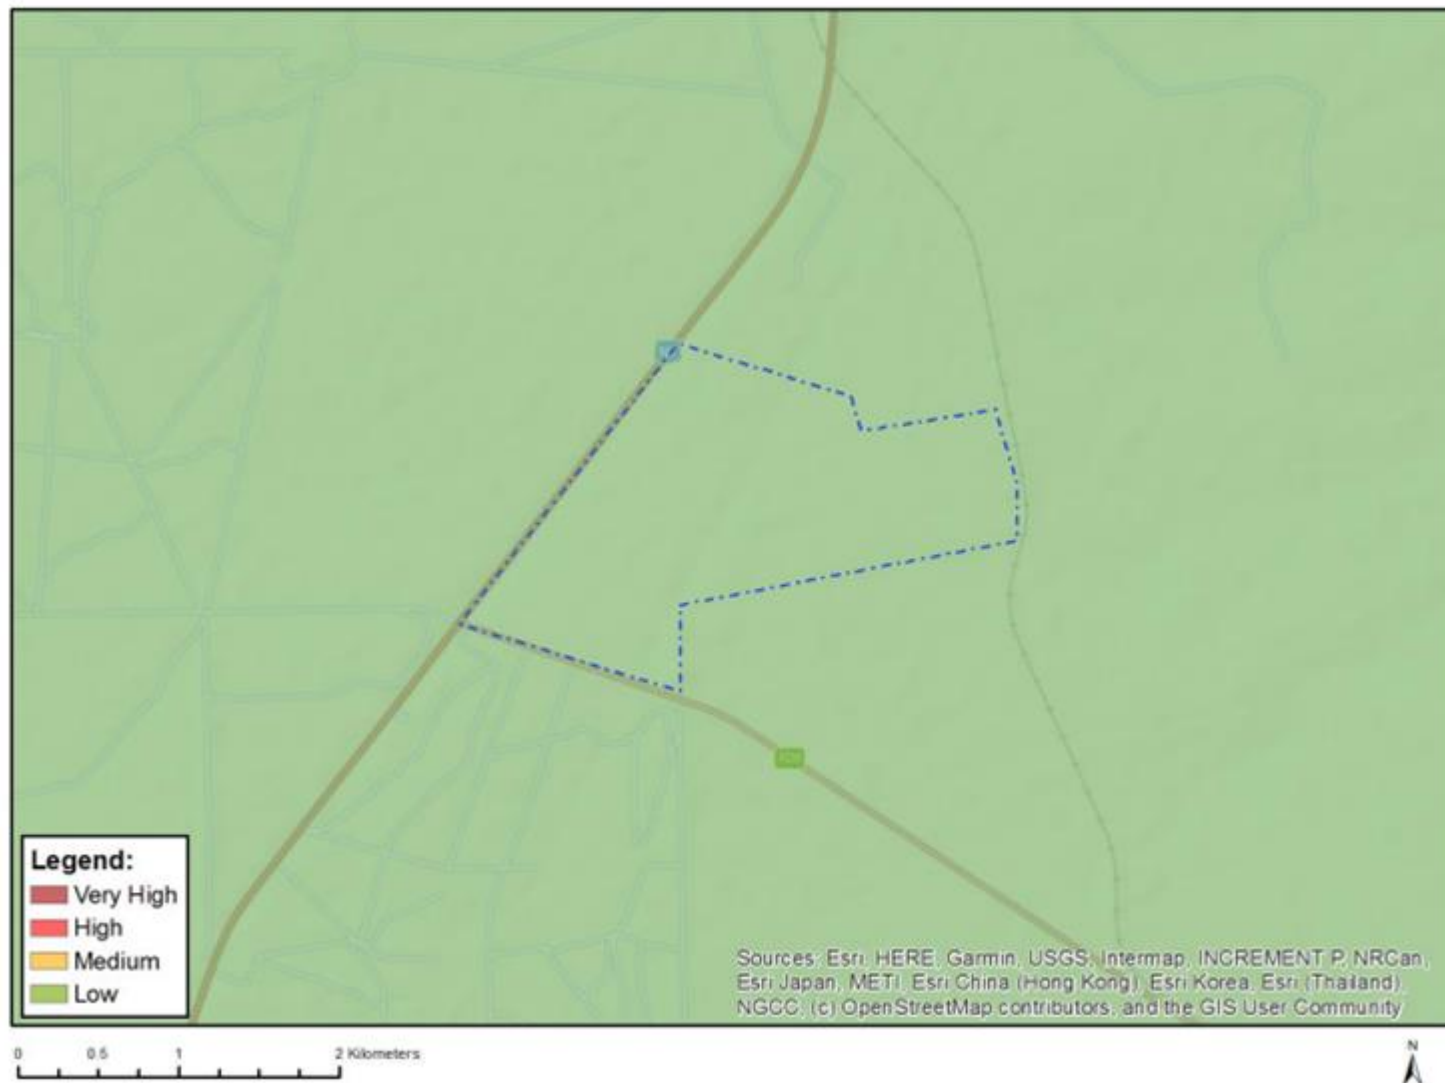 Legend:
Very High
High
Medium
Low
Sources: Esri, HERE, Garmin, USGS, Intermap, INCREMENT P, NRCan,
Esri Japan, METI, Esri China (Hong Kong), Esri Korea, Esri (Thailand),
NGCC, (c) OpenStreetMap contributors, and the GIS User Community
0 0.5 1 2 Kilometers
N